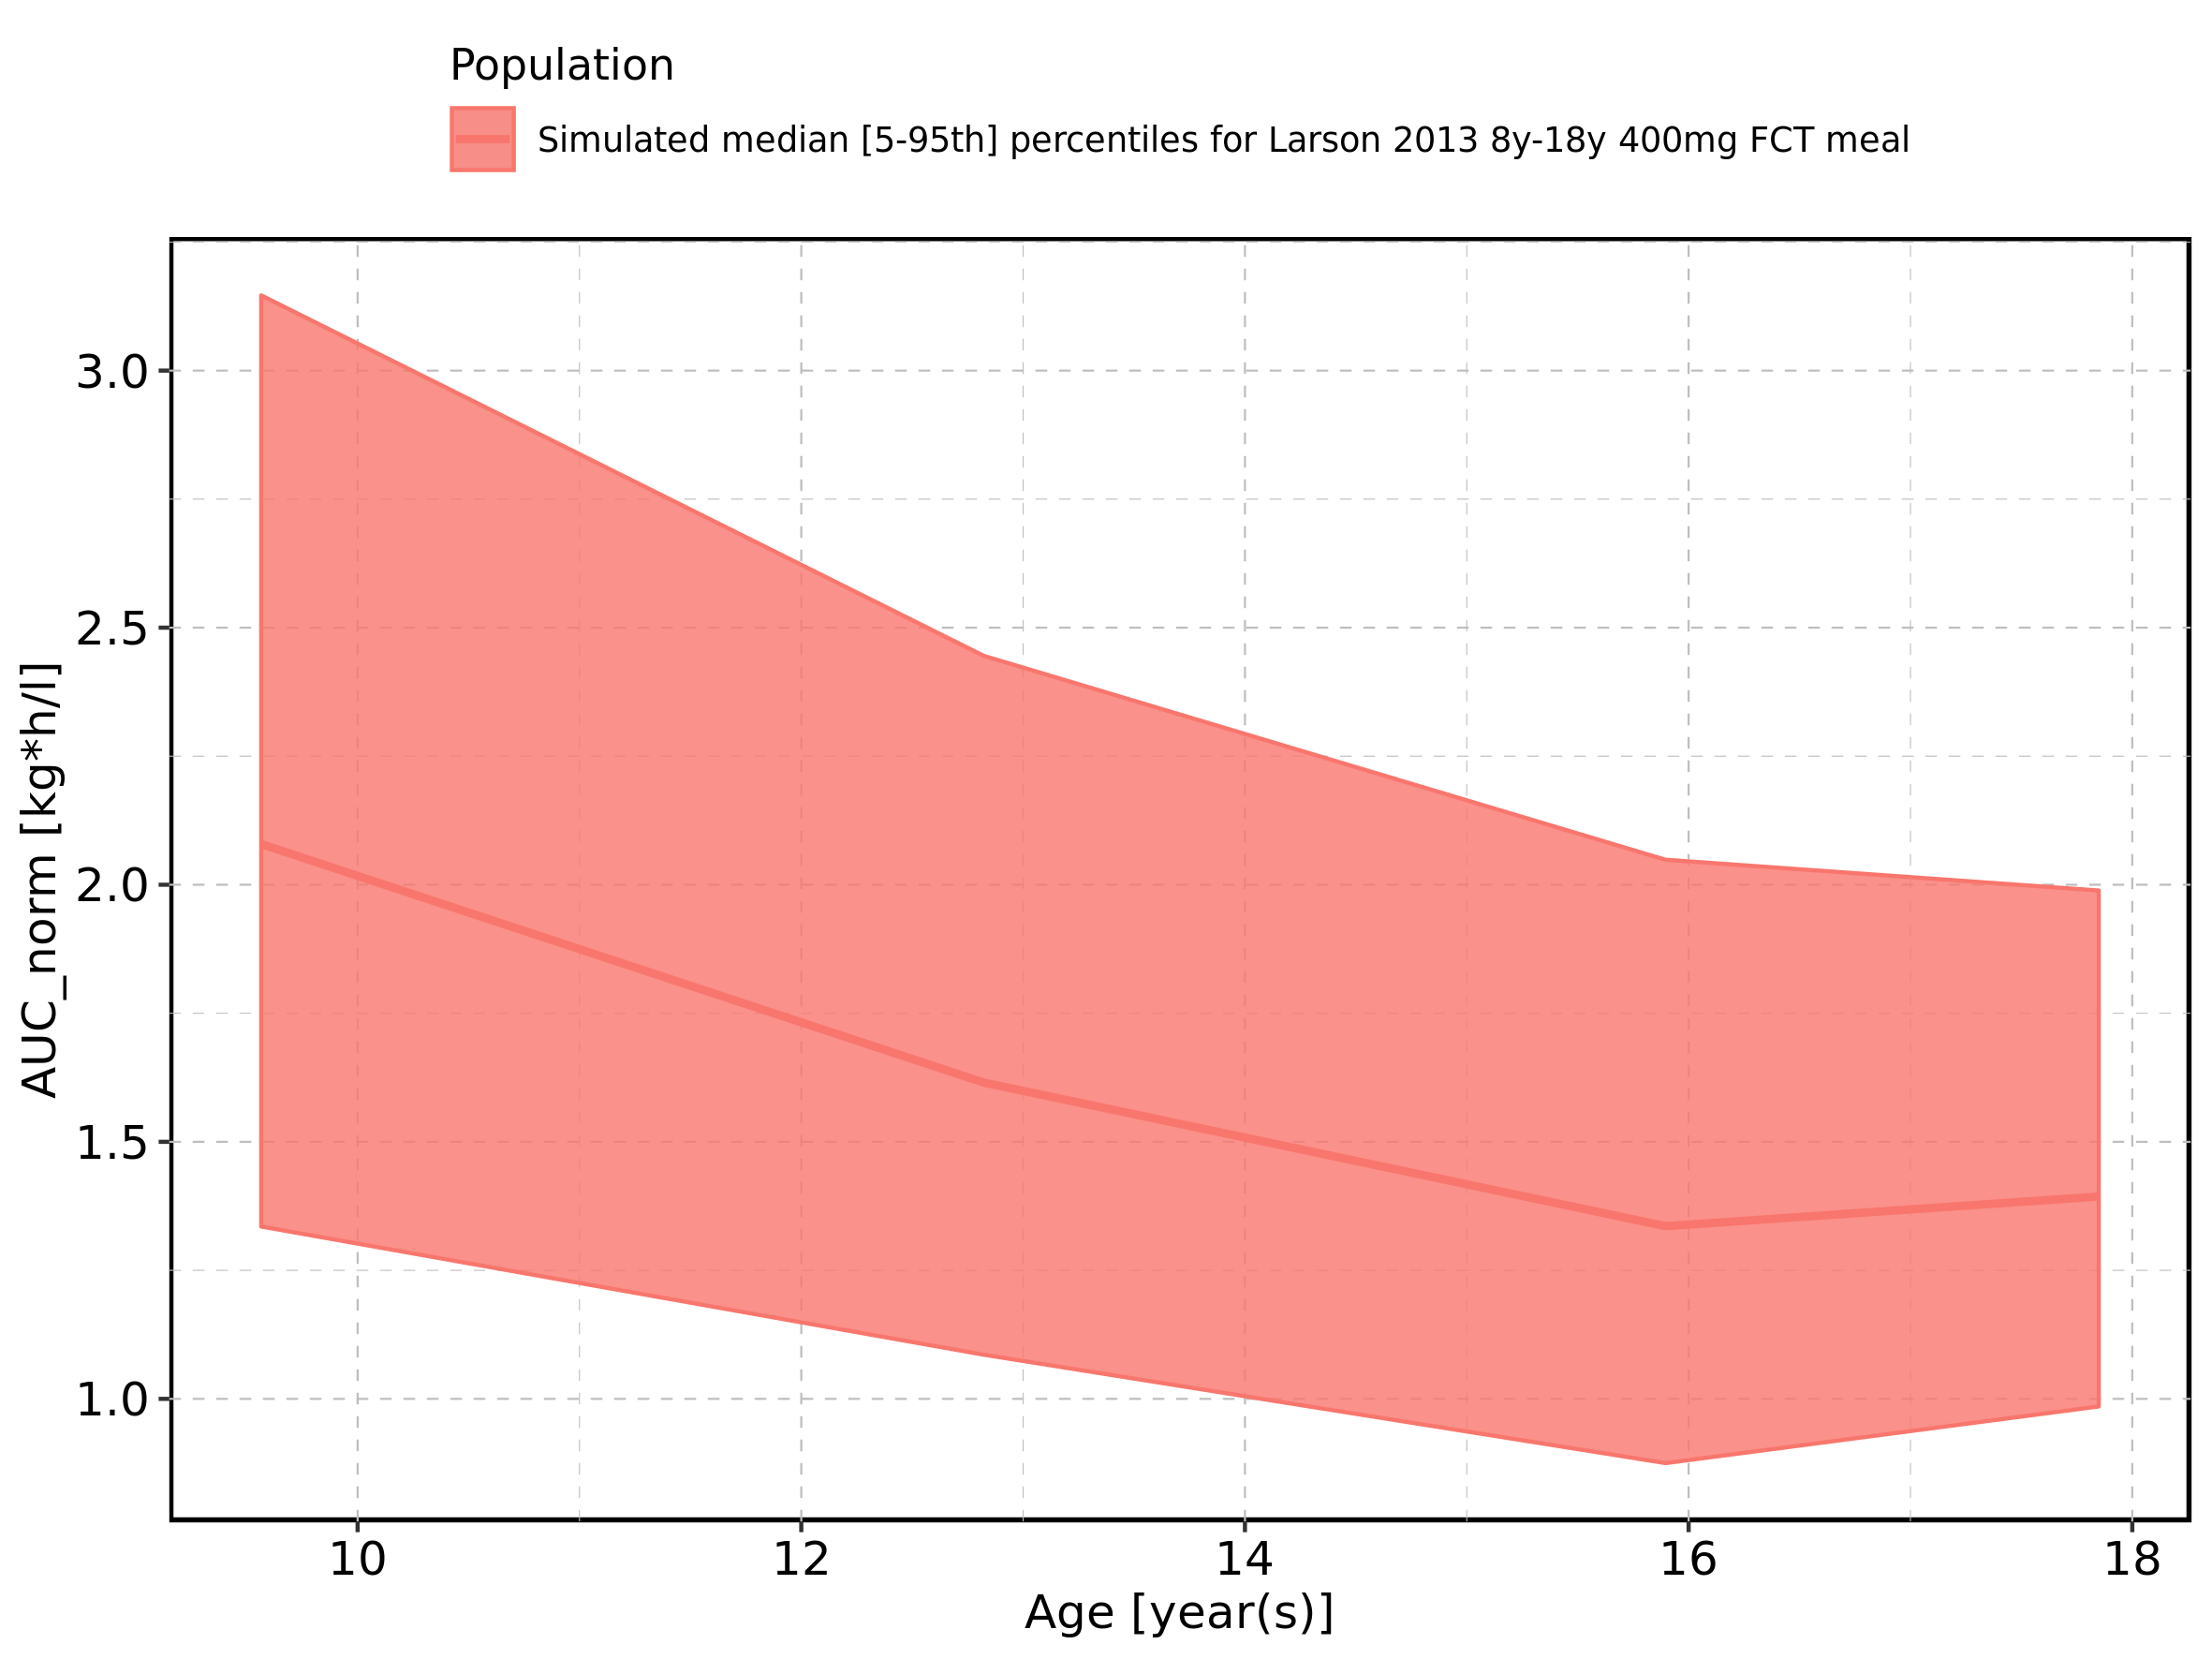 Population
Simulated median [5-95th] percentiles for Larson 2013 8y-18y 400mg FCT meal
AUC_norm [kg*h/l]
3.0
2.5
2.0
1.5
1.0
10 12 14 16 18
Age [year(s)]